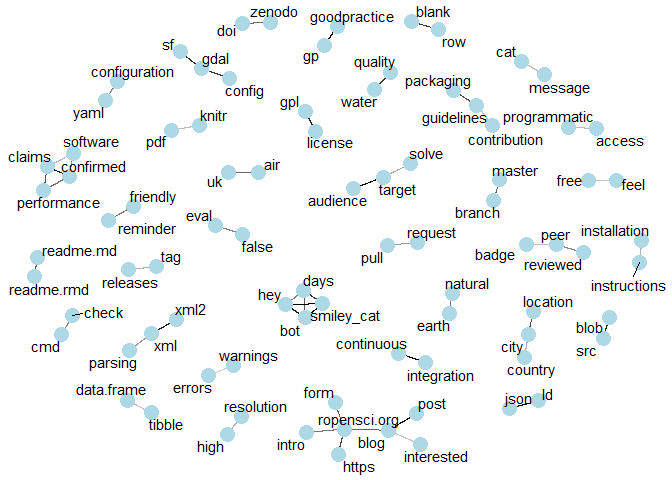 zenodo
doi
goodpractice
gp
blank
row
sf
gdal
config
cat
message
configuration
yaml
quality
water
packaging
guidelines
contribution
programmatic
access
gpl
license
knitr
pdf
software
claims
confirmed
performance
solve
target
audience
air
uk
master
branch
free
feel
friendly
reminder
eval
false
request
pull
peer
badge
reviewed
installation
instructions
readme.md
readme.rmd
tag
releases
days
hey
smiley_cat
bot
natural
earth
location
city
country
blob
src
check
cmd
xml2
xml
parsing
continuous
integration
warnings
errors
data.frame
tibble
resolution
high
form
ropensci.org
intro
https
blog
post
interested
ld
json